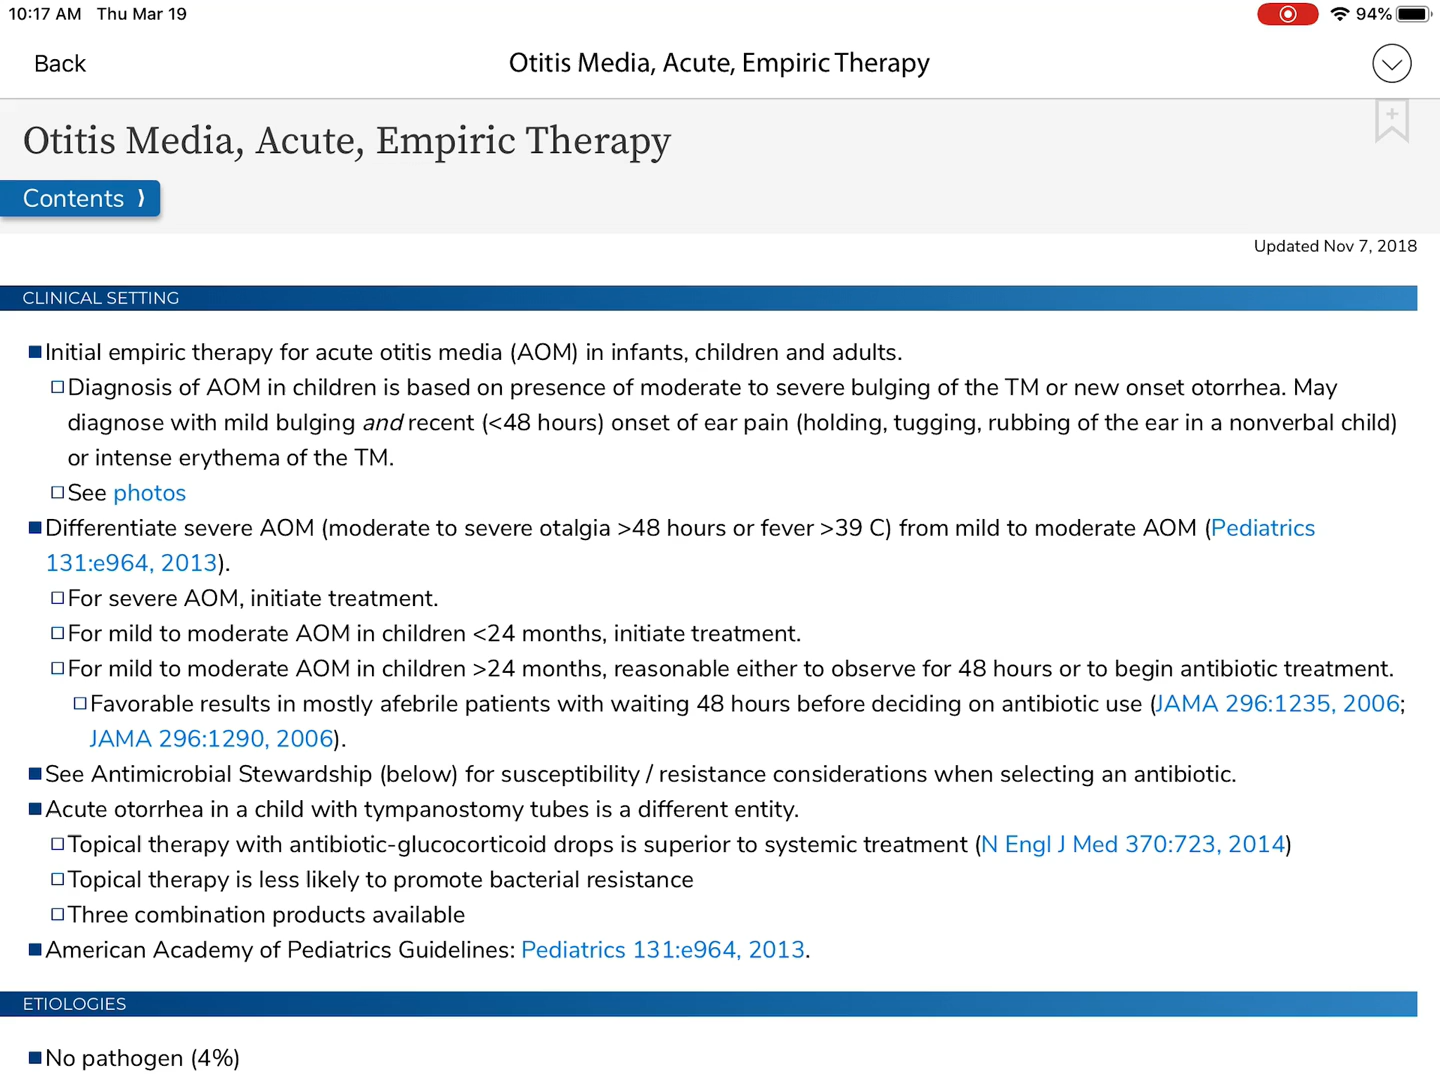 10:17 AM Thu Mar 19
94%
Back
Otitis Media, Acute, Empiric Therapy
Otitis Media, Acute, Empiric Therapy
Contents
Updated Nov 7, 2018
CLINICAL SETTING
Initial empiric therapy for acute otitis media (AOM) in infants, children and adults.
Diagnosis of AOM in children is based on presence of moderate to severe bulging of the TM or new onset otorrhea. May
diagnose with mild bulging and recent (<48 hours) onset of ear pain (holding, tugging, rubbing of the ear in a nonverbal child)
or intense erythema of the TM.
See photos
Differentiate severe AOM (moderate to severe otalgia >48 hours or fever >39 C) from mild to moderate AOM (Pediatrics
131:e964, 2013).
For severe AOM, initiate treatment.
For mild to moderate AOM in children <24 months, initiate treatment.
For mild to moderate AOM in children >24 months, reasonable either to observe for 48 hours or to begin antibiotic treatment.
Favorable results in mostly afebrile patients with waiting 48 hours before deciding on antibiotic use (JAMA 296:1235, 2006;
JAMA 296:1290, 2006).
See Antimicrobial Stewardship (below) for susceptibility / resistance considerations when selecting an antibiotic.
Acute otorrhea in a child with tympanostomy tubes is a different entity.
Topical therapy with antibiotic-glucocorticoid drops is superior to systemic treatment (N Engl J Med 370:723, 2014)
Topical therapy is less likely to promote bacterial resistance
Three combination products available
American Academy of Pediatrics Guidelines: Pediatrics 131:e964, 2013.
ETIOLOGIES
No pathogen (4%)